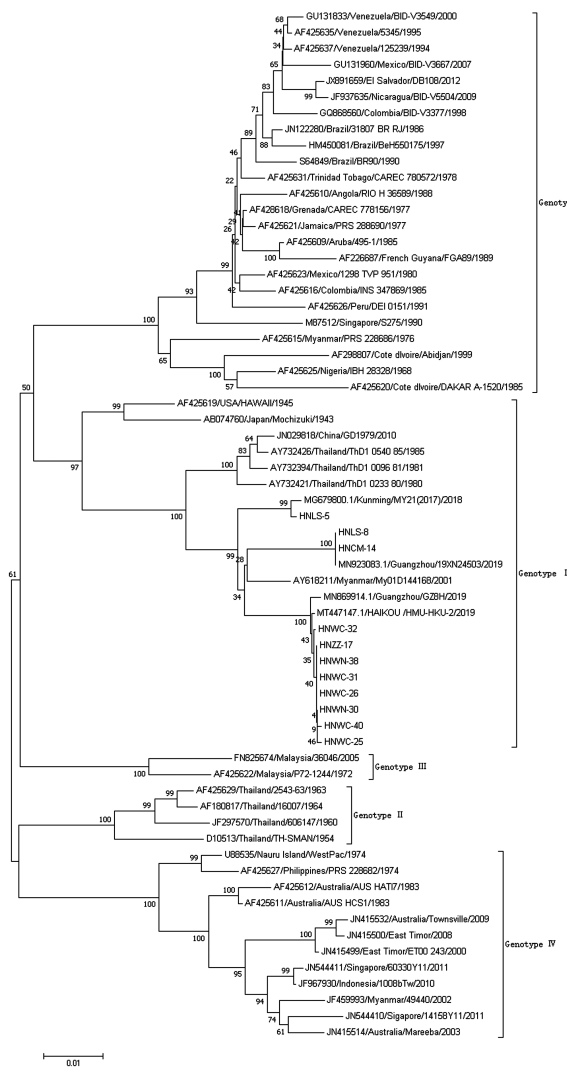 GU131833/Venezuela/BID-V3549/2000
AF425635/Venezuela/5345/1995
AF425637/Venezuela/125239/1994
GU131960/Mexico/BID-V3667/2007
JX891659/El Salvador/DB108/2012
JF937635/Nicaragua/BID-V5504/2009
GQ868560/Colombia/BID-V3377/1998
JN122280/Brazil/31807 BR RJ/1986
HM450081/Brazil/BeH550175/1997
S64849/Brazil/BR90/1990
AF425631/Trinidad Tobago/CAREC 780572/1978
AF425610/Angola/RIO H 36589/1988
AF428618/Grenada/CAREC 778156/1977
AF425621/Jamaica/PRS 288690/1977
AF425609/Aruba/495-1/1985
AF226687/French Guyana/FGA89/1989
AF425623/Mexico/1298 TVP 951/1980
AF425616/Colombia/INS 347869/1985
AF425626/Peru/DEI 0151/1991
M87512/Singapore/S275/1990
AF425615/Myanmar/PRS 228686/1976
AF298807/Cote dIvoire/Abidjan/1999
AF425625/Nigeria/IBH 28328/1968
AF425620/Cote dIvoire/DAKAR A-1520/1985
Genoty
AF425619/USA/HAWAII/1945
AB074760/Japan/Mochizuki/1943
JN029818/China/GD1979/2010
AY732426/Thailand/ThD1 0540 85/1985
AY732394/Thailand/ThD1 0096 81/1981
AY732421/Thailand/ThD1 0233 80/1980
MG679800.1/Kunming/MY21(2017)/2018
HNLS-5
HNLS-8
HNCM-14
MN923083.1/Guangzhou/19XN24503/2019
AY618211/Myanmar/My01D144168/2001
MN869914.1/Guangzhou/GZ8H/2019
MT447147.1/HAIKOU /HMU-HKU-2/2019
HNWC-32
HNZZ-17
HNWN-38
HNWC-31
HNWC-26
HNWN-30
HNWC-40
HNWC-25
Genotype I
FN825674/Malaysia/36046/2005
AF425622/Malaysia/P72-1244/1972
Genotype III
AF425629/Thailand/2543-63/1963
AF180817/Thailand/16007/1964
JF297570/Thailand/606147/1960
D10513/Thailand/TH-SMAN/1954
Genotype II
U88535/Nauru Island/WestPac/1974
AF425627/Philippines/PRS 228682/1974
AF425612/Australia/AUS HATI7/1983
AF425611/Australia/AUS HCS1/1983
JN415532/Australia/Townsville/2009
JN415500/East Timor/2008
JN415499/East Timor/ET00 243/2000
JN544411/Singapore/60330Y11/2011
JF967930/Indonesia/1008bTw/2010
JF459993/Myanmar/49440/2002
JN544410/Sigapore/14158Y11/2011
JN415514/Australia/Mareeba/2003
Genotype IV
68
44
34
65
99
83
71
88
89
46
22
29
26
42
100
42
99
93
100
65
100
57
50
99
97
64
83
100
100
99
28
100
34
100
43
35
40
4
9
46
61
100
99
99
100
99
100
100
99
100
95
99
94
74
61
0.01